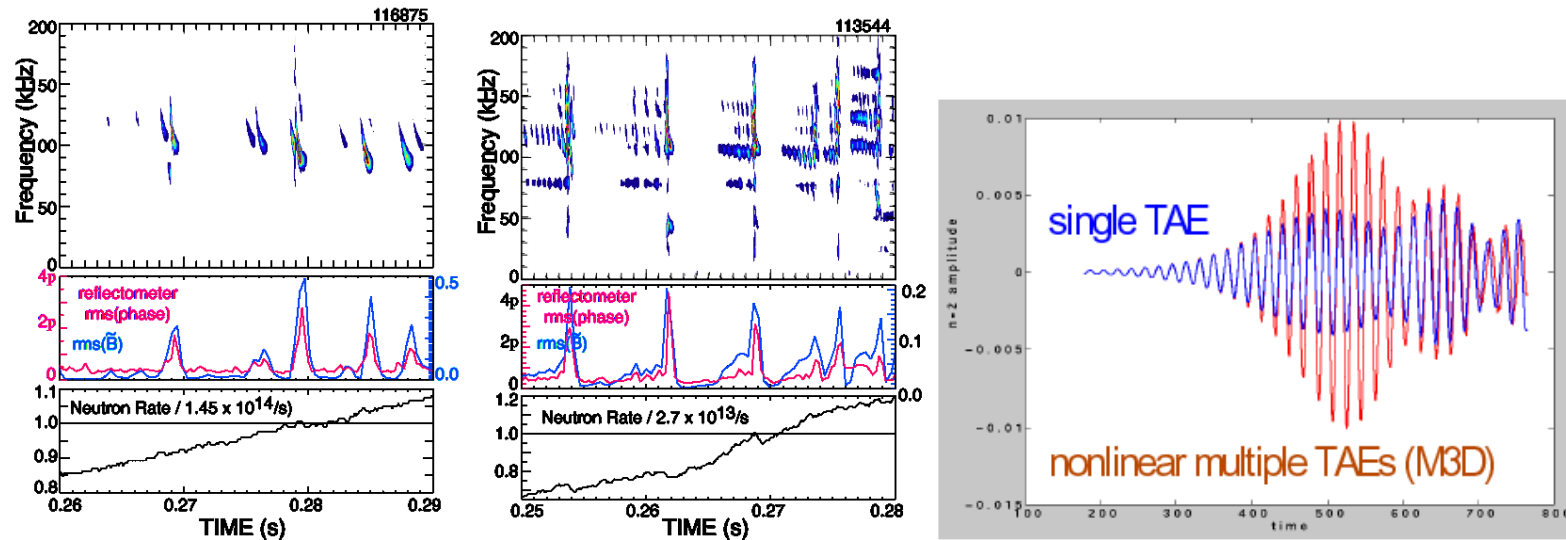 116875
200
150
100
50
0
Frequency (kHz)
4p
2p
0
reflectometer
rms(phase)
rms(B̃)
0.5
0.0
1.1
1.0
0.9
0.8
Neutron Rate / 1.45 x 10¹⁴/s)
0.26
0.27
0.28
0.29
TIME (s)
113544
200
150
100
50
0
Frequency (kHz)
4p
2p
0
reflectometer
rms(phase)
rms(B̃)
0.2
0.1
0.0
1.2
1.0
0.8
Neutron Rate / 2.7 x 10¹³/s
0.25
0.26
0.27
0.28
TIME (s)
0.01
0.005
0
-0.005
-0.01
-0.015
n=2 amplitude
single TAE
nonlinear multiple TAEs (M3D)
100
200
300
400
500
600
700
800
time